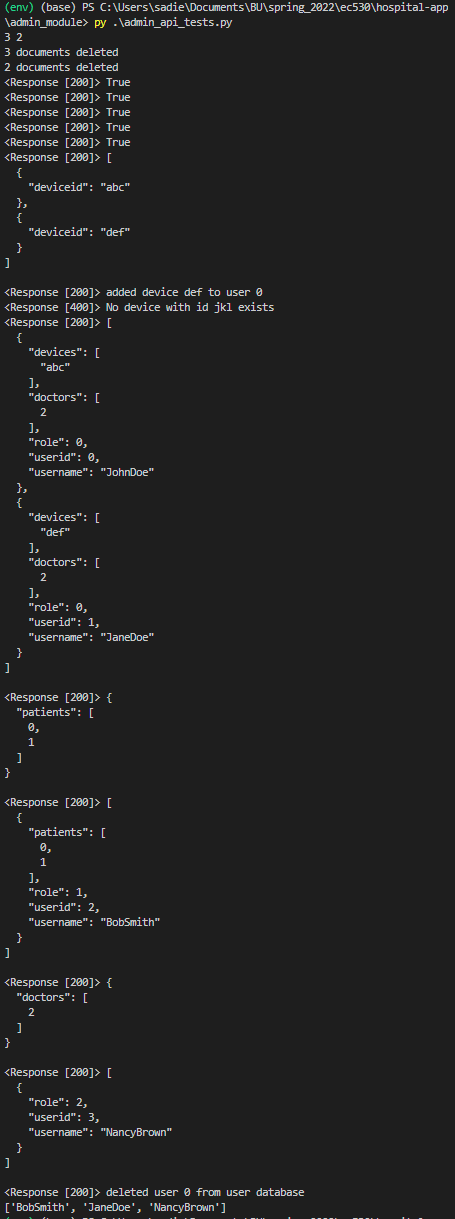 (env) (base) PS C:\Users\sadie\Documents\BU\spring_2022\ec530\hospital-app
\admin_module> py .\admin_api_tests.py
3 2
3 documents deleted
2 documents deleted
<Response [200]> True
<Response [200]> True
<Response [200]> True
<Response [200]> True
<Response [200]> True
<Response [200]> [
  {
    "deviceid": "abc"
  },
  {
    "deviceid": "def"
  }
]

<Response [200]> added device def to user 0
<Response [400]> No device with id jkl exists
<Response [200]> [
  {
    "devices": [
      "abc"
    ],
    "doctors": [
      2
    ],
    "role": 0,
    "userid": 0,
    "username": "JohnDoe"
  },
  {
    "devices": [
      "def"
    ],
    "doctors": [
      2
    ],
    "role": 0,
    "userid": 1,
    "username": "JaneDoe"
  }
]

<Response [200]> {
  "patients": [
    0,
    1
  ]
}

<Response [200]> [
  {
    "patients": [
      0,
      1
    ],
    "role": 1,
    "userid": 2,
    "username": "BobSmith"
  }
]

<Response [200]> {
  "doctors": [
    2
  ]
}

<Response [200]> [
  {
    "role": 2,
    "userid": 3,
    "username": "NancyBrown"
  }
]

<Response [200]> deleted user 0 from user database
['BobSmith', 'JaneDoe', 'NancyBrown']